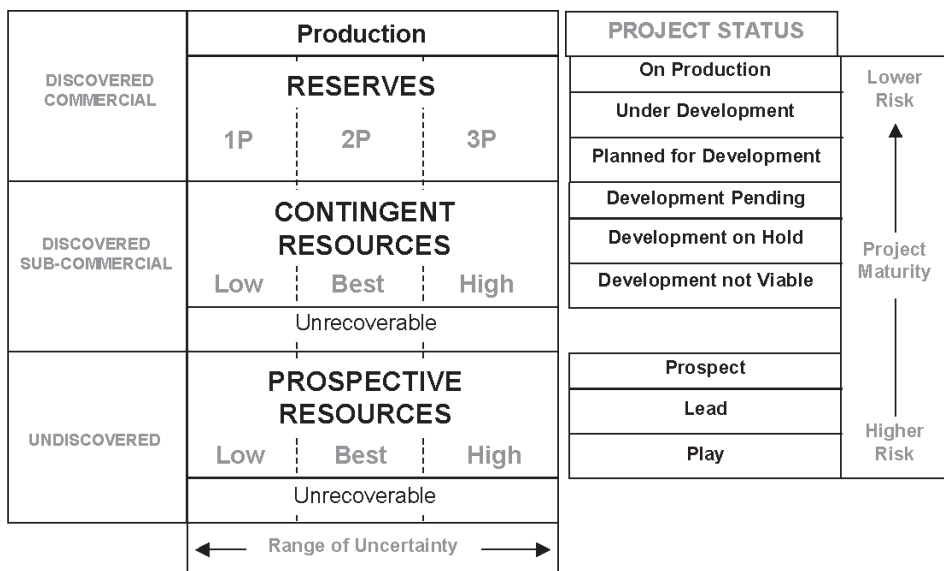 Production
PROJECT STATUS
DISCOVERED
COMMERCIAL
RESERVES
1P 2P 3P
On Production
Under Development
Planned for Development
Lower
Risk
DISCOVERED
SUB-COMMERCIAL
CONTINGENT
RESOURCES
Low Best High
Unrecoverable
Development Pending
Development on Hold
Development not Viable
Project
Maturity
UNDISCOVERED
PROSPECTIVE
RESOURCES
Low Best High
Unrecoverable
Prospect
Lead
Play
Higher
Risk
Range of Uncertainty